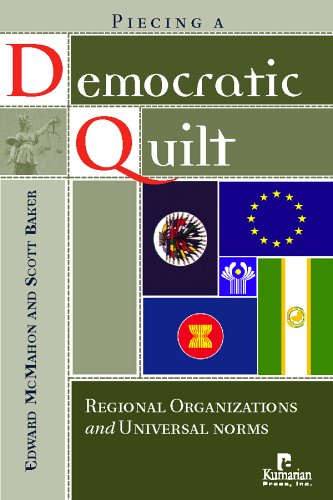 PIECING A
DEMOCRATIC
QUILT
EDWARD MCMAHON AND SCOTT BAKER
REGIONAL ORGANIZATIONS
and UNIVERSAL NORMS
Kumarian
Press, Inc.